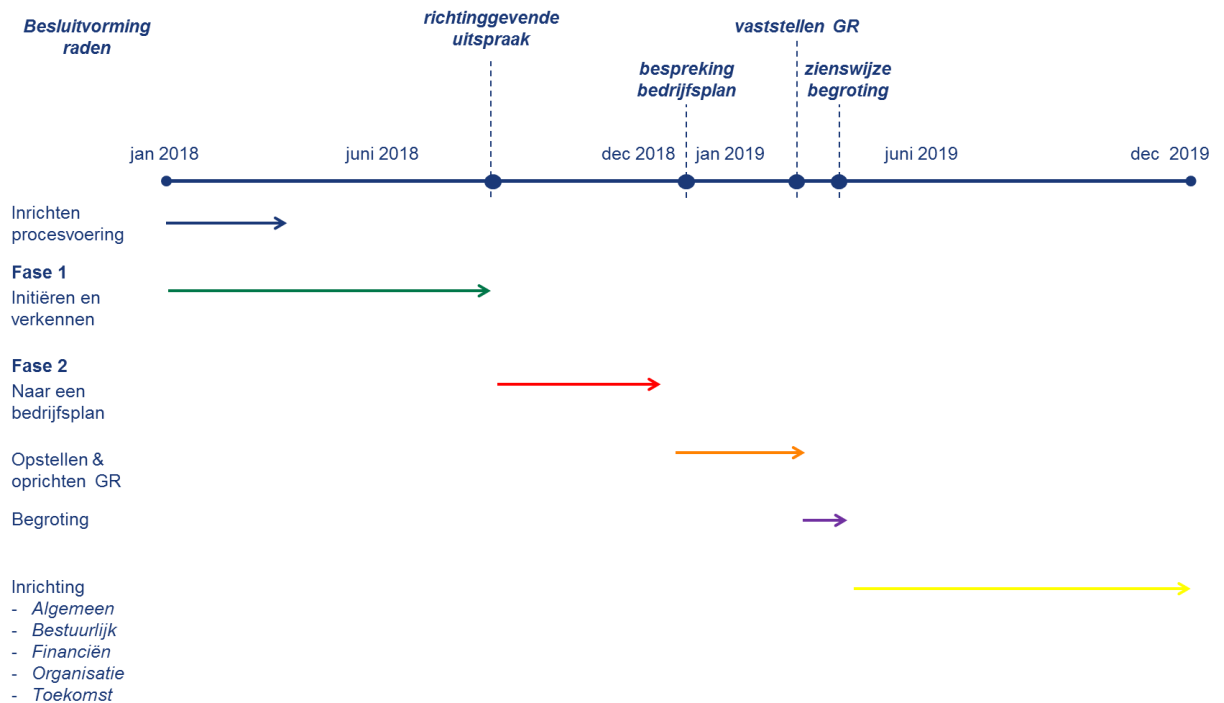 Besluitvorming
raden
richtinggevende
uitspraak
vaststellen GR
bespreking
bedrijfsplan
zienswijze
begroting
jan 2018
juni 2018
dec 2018
jan 2019
juni 2019
dec 2019
Inrichten
procesvoering
Fase 1
Initiëren en
verkennen
Fase 2
Naar een
bedrijfsplan
Opstellen &
oprichten GR
Begroting
Inrichting
- Algemeen
- Bestuurlijk
- Financiën
- Organisatie
- Toekomst